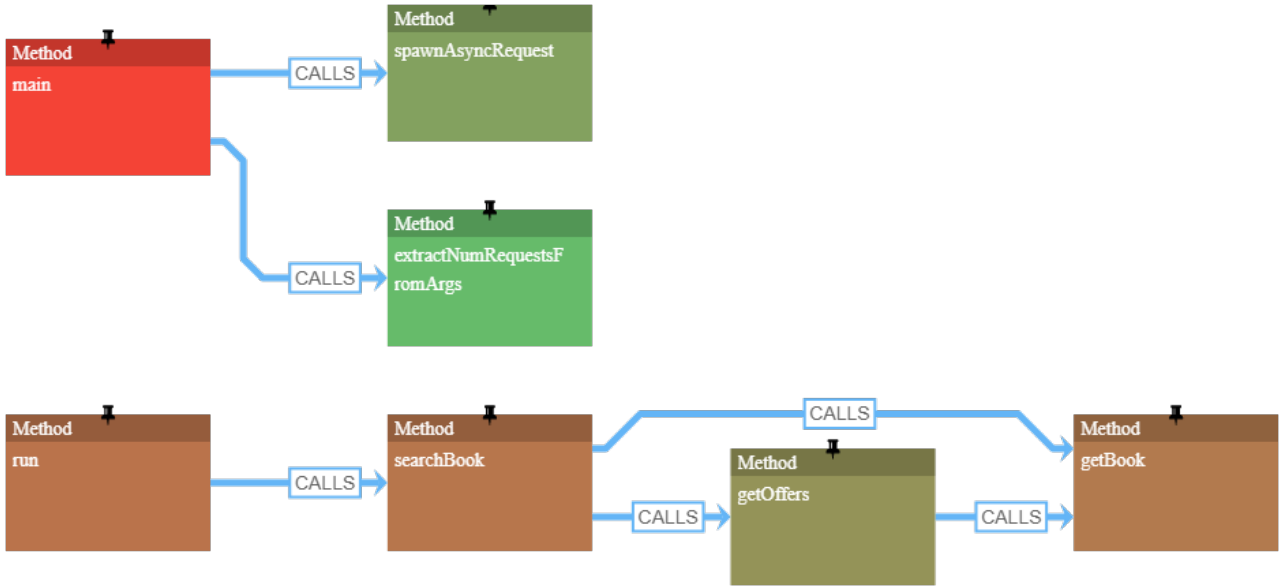 Method
main
CALLS
Method
spawnAsyncRequest
CALLS
Method
extractNumRequestsF
romArgs
Method
run
CALLS
Method
searchBook
CALLS
CALLS
Method
getOffers
CALLS
Method
getBook